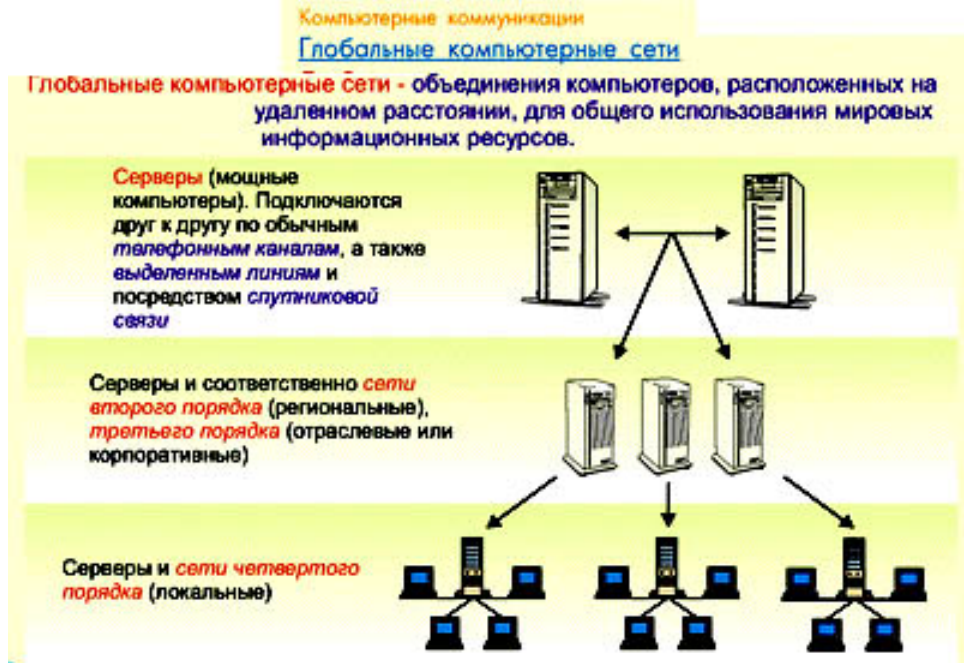 Компьютерные коммуникации
Глобальные компьютерные сети
Глобальные компьютерные сети - объединения компьютеров, расположенных на
удаленном расстоянии, для общего использования мировых
информационных ресурсов.
Серверы (мощные
компьютеры). Подключаются
друг к другу по обычным
телефонным каналам, а также
выделенным линиям и
посредством спутниковой
связи
Серверы и соответственно сети
второго порядка (региональные),
третьего порядка (отраслевые или
корпоративные)
Серверы и сети четвертого
порядка (локальные)